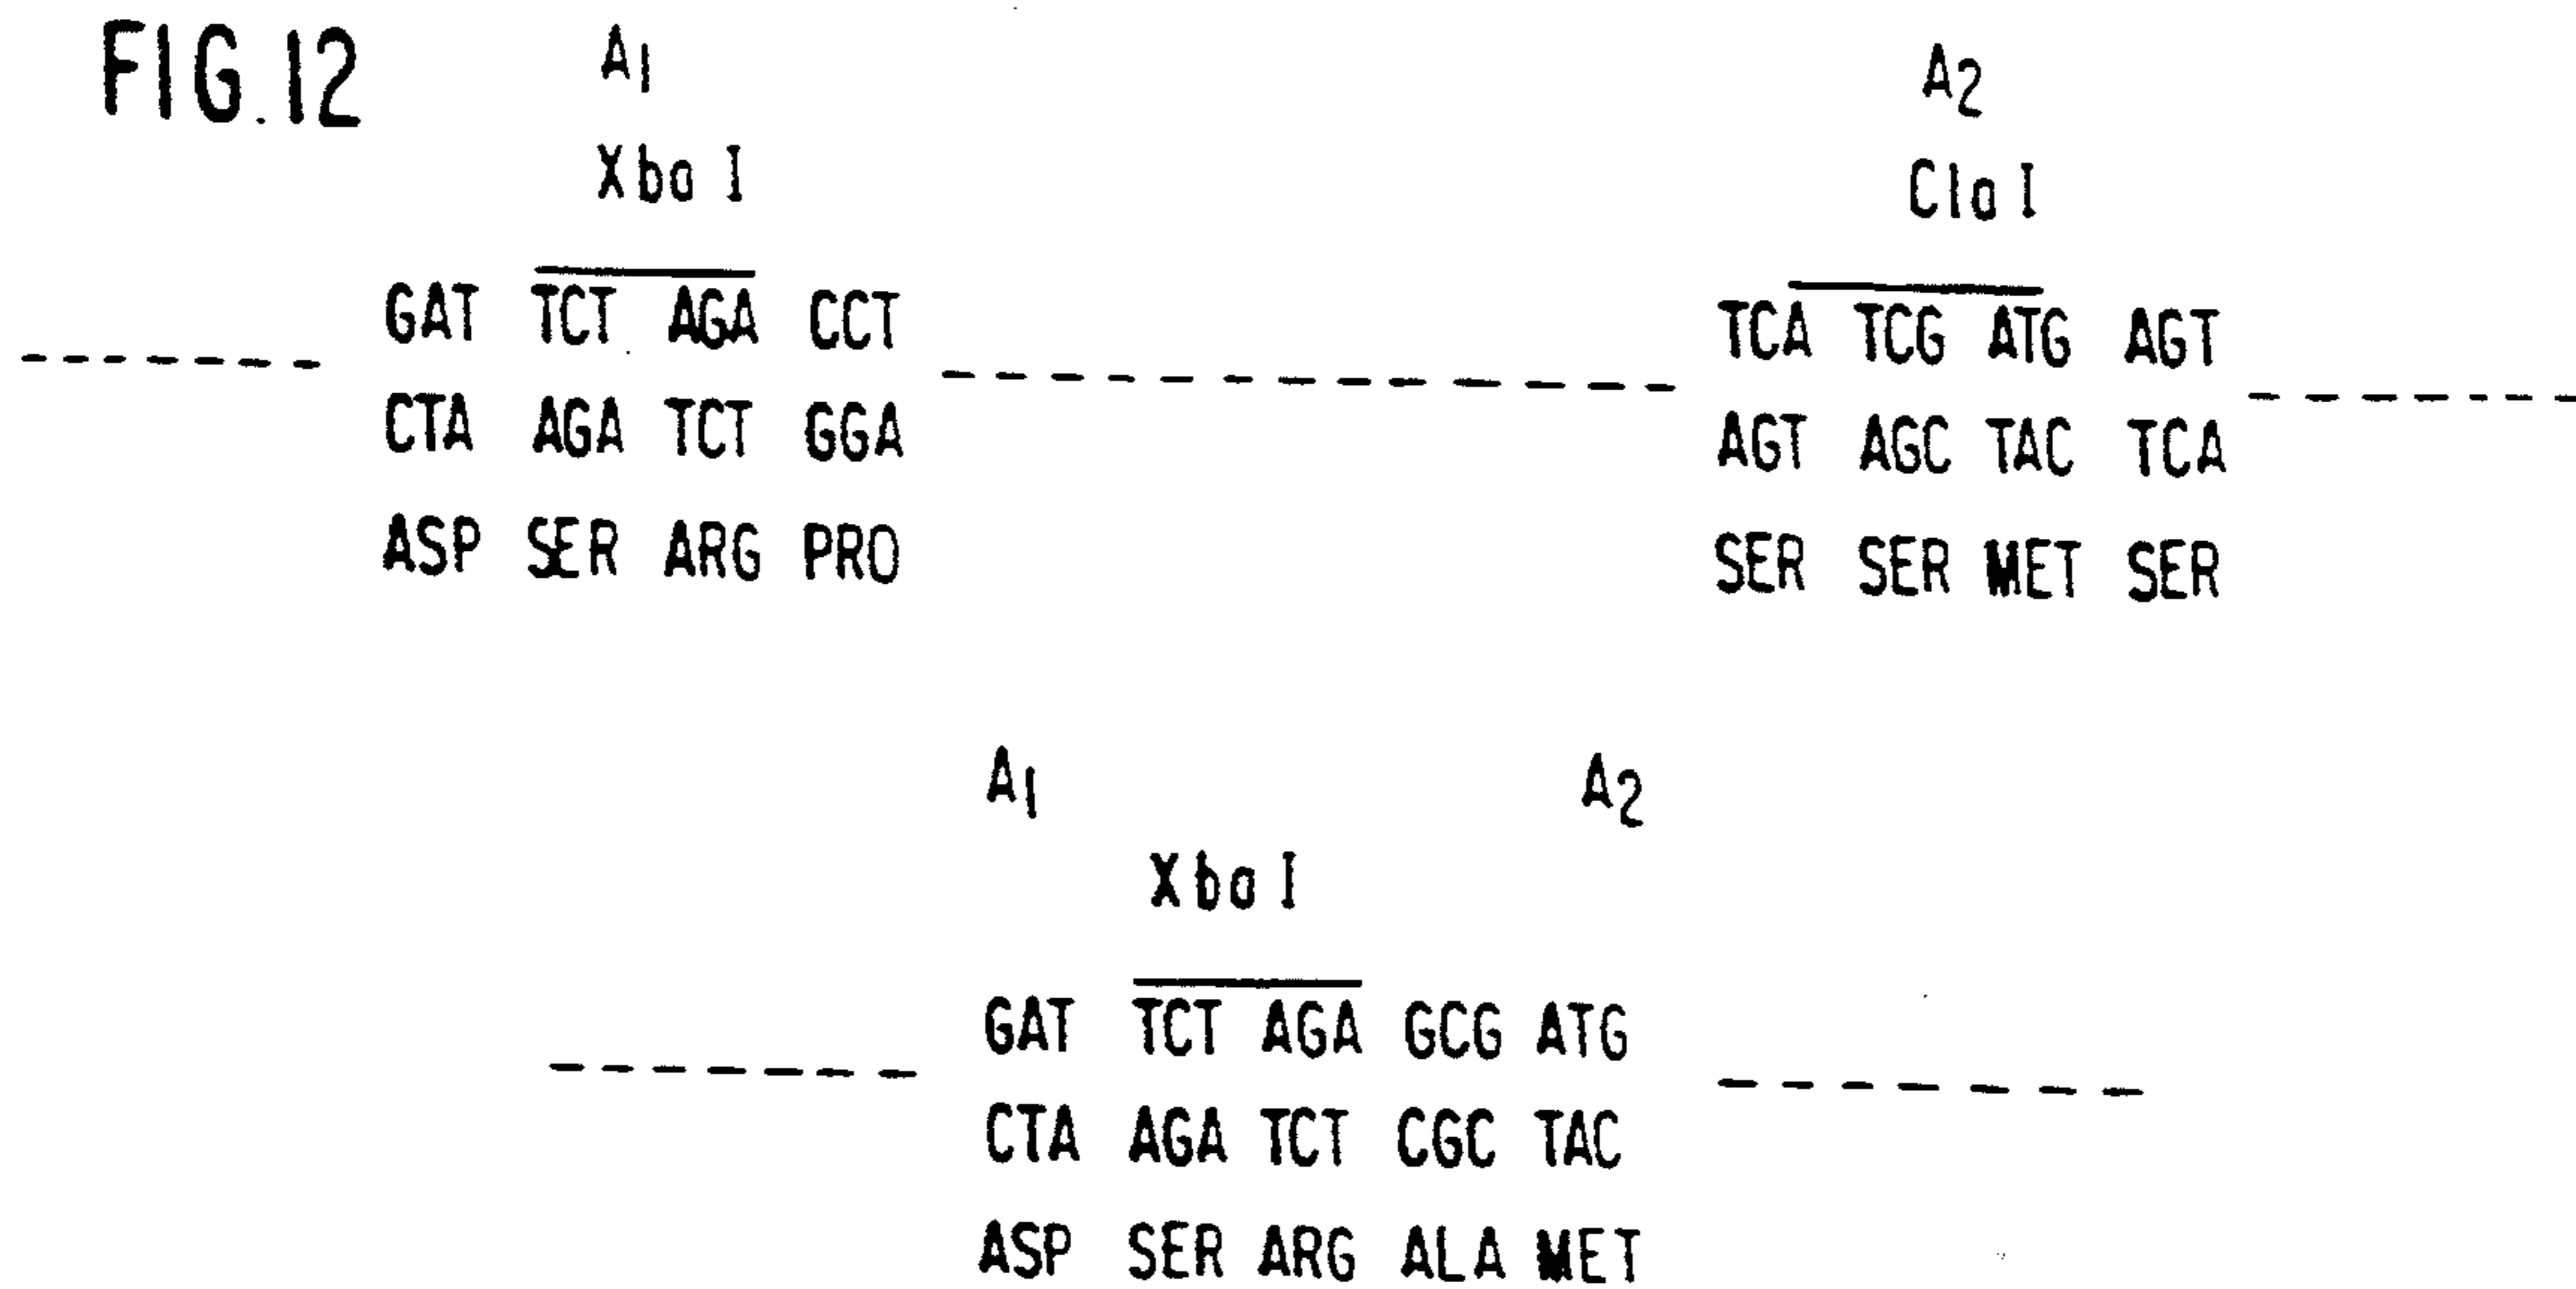 FIG. 12
A1 A2
Xba I Cla I
GAT TCT AGA CCT TCA TCG ATG AGT
CTA AGA TCT GGA AGT AGC TAC TCA
ASP SER ARG PRO SER SER MET SER
A1 A2
Xba I
GAT TCT AGA GCG ATG
CTA AGA TCT CGC TAC
ASP SER ARG ALA MET